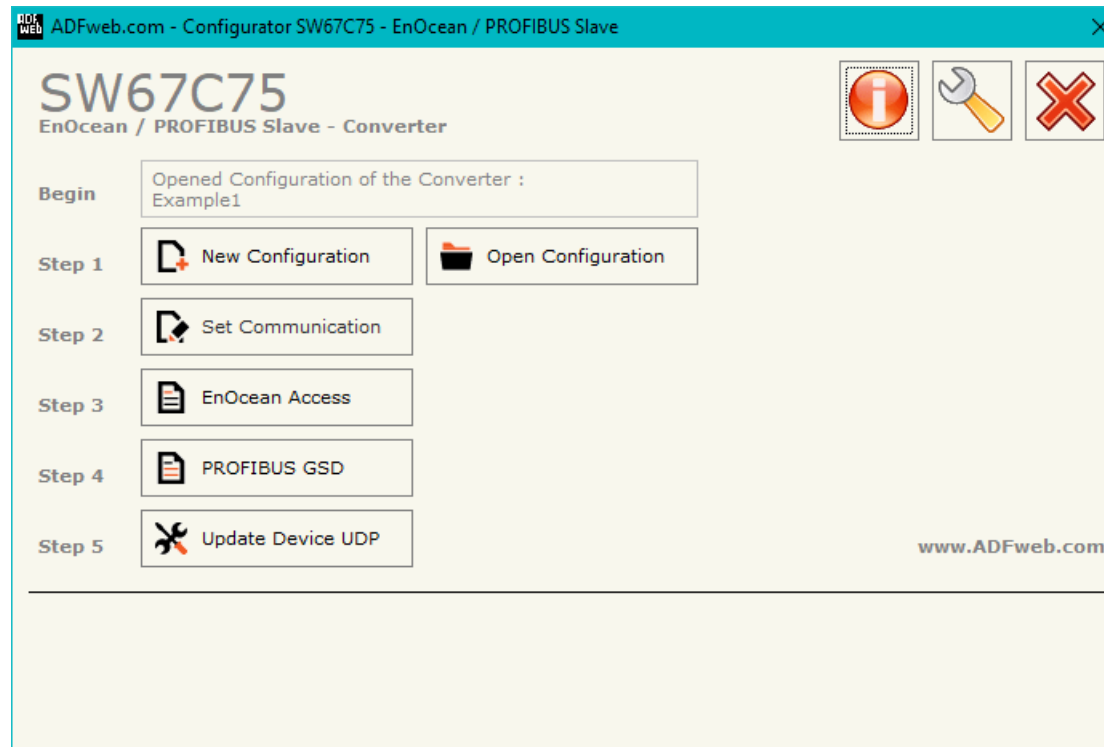 ADF WEB ADFweb.com - Configurator SW67C75 - EnOcean / PROFIBUS Slave
SW67C75
EnOcean / PROFIBUS Slave - Converter
Begin
Opened Configuration of the Converter :
Example1
Step 1 New Configuration Open Configuration
Step 2 Set Communication
Step 3 EnOcean Access
Step 4 PROFIBUS GSD
Step 5 Update Device UDP
www.ADFweb.com